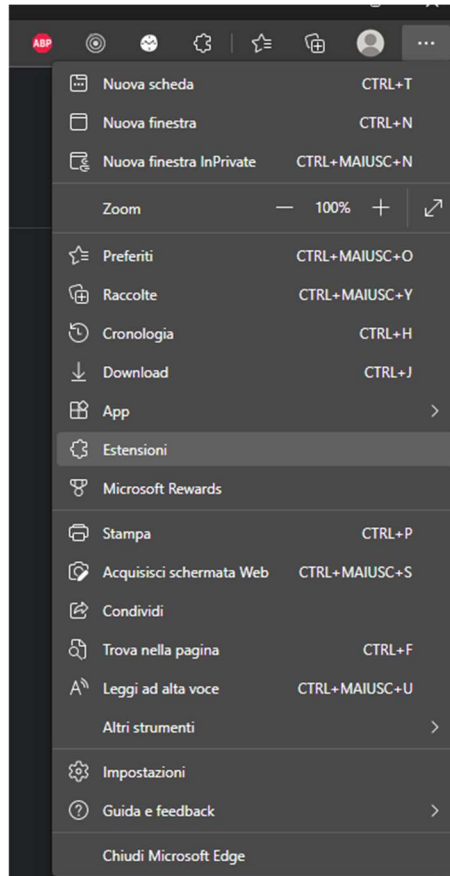 ABP
Nuova scheda CTRL+T
Nuova finestra CTRL+N
Nuova finestra InPrivate CTRL+MAIUSC+N
Zoom 100%
Preferiti CTRL+MAIUSC+O
Raccolte CTRL+MAIUSC+Y
Cronologia CTRL+H
Download CTRL+J
App
Estensioni
Microsoft Rewards
Stampa CTRL+P
Acquisisci schermata Web CTRL+MAIUSC+S
Condividi
Trova nella pagina CTRL+F
Leggi ad alta voce CTRL+MAIUSC+U
Altri strumenti
Impostazioni
Guida e feedback
Chiudi Microsoft Edge